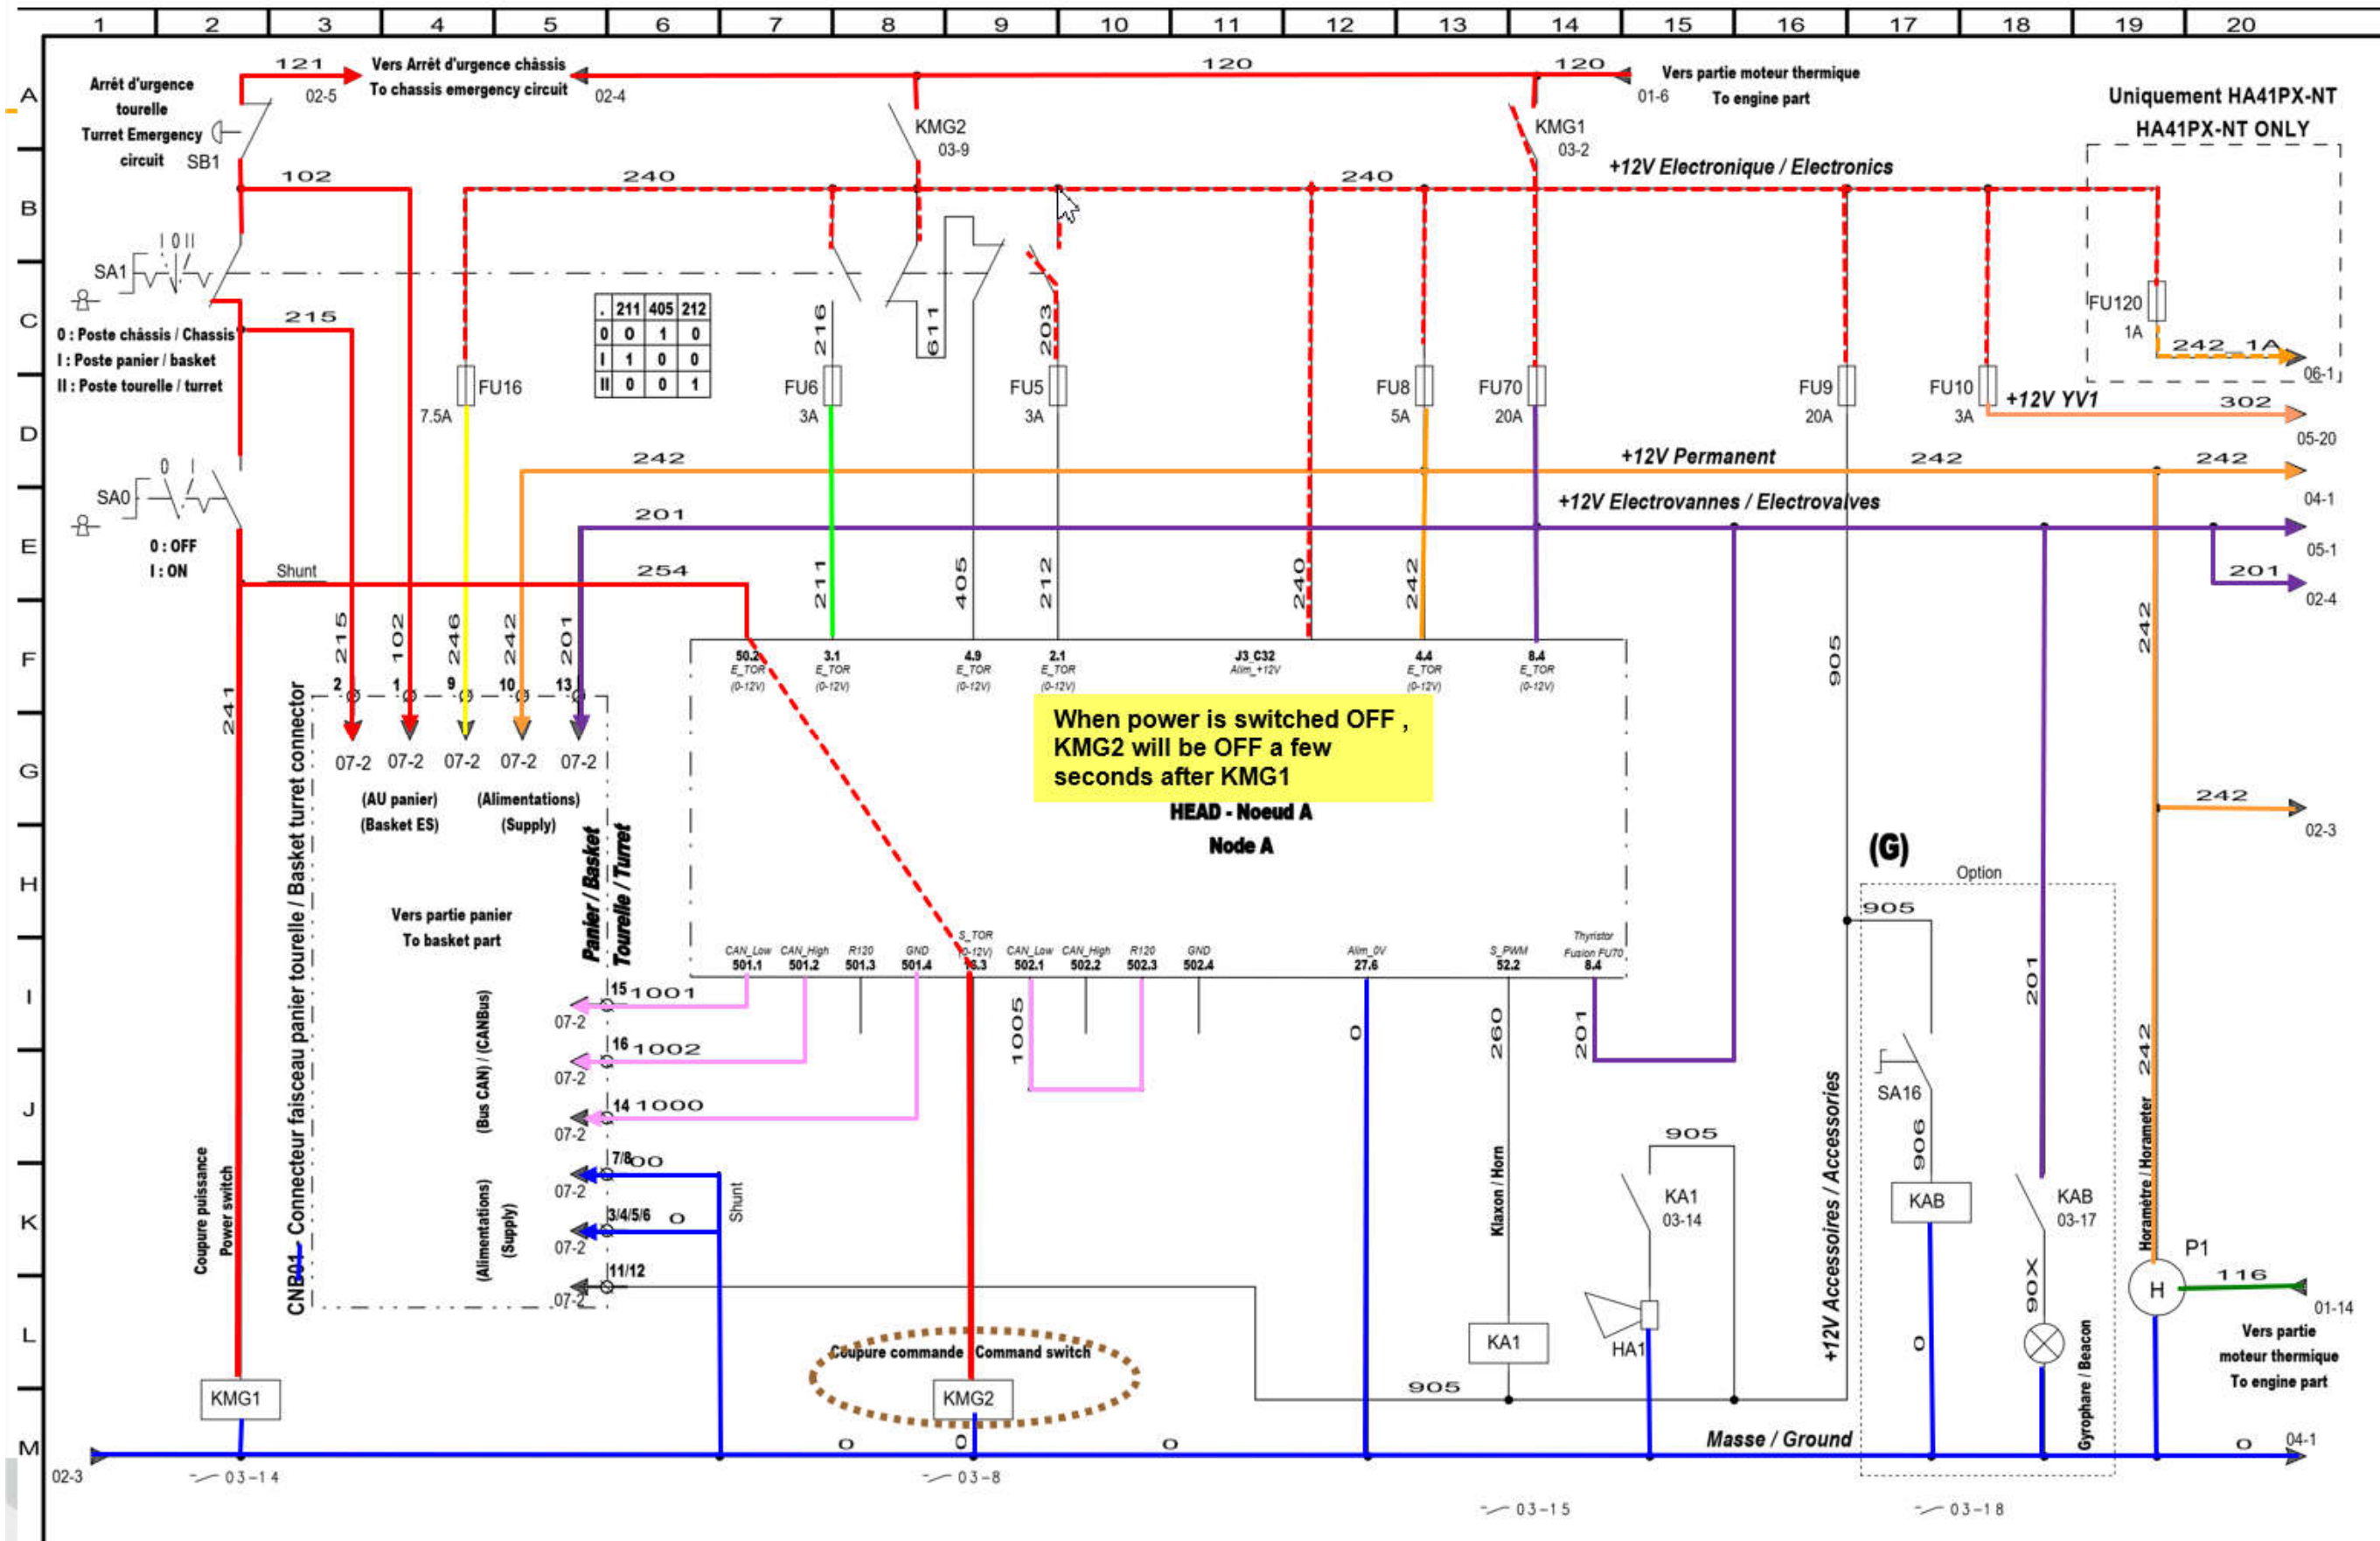 1 2 3 4 5 6 7 8 9 10 11 12 13 14 15 16 17 18 19 20
A
B
C
D
E
F
G
H
I
J
K
L
M
121
02-5
Vers Arrêt d'urgence châssis
To chassis emergency circuit
02-4
120
120
01-6
Vers partie moteur thermique
To engine part
Arrêt d'urgence
tourelle
Turret Emergency
circuit
SB1
KMG2
03-9
KMG1
03-2
Uniquement HA41PX-NT
HA41PX-NT ONLY
102
240
240
+12V Electronique / Electronics
I 0 II
SA1
0 : Poste châssis / Chassis
I : Poste panier / basket
II : Poste tourelle / turret
215
. 211 405 212
0 0 1 0
I 1 0 0
II 0 0 1
216
611
203
FU16
7.5A
FU6
3A
FU5
3A
FU8
5A
FU70
20A
FU9
20A
FU10
3A
FU120
1A
242_1A
06-1
+12V YV1
302
05-20
242
+12V Permanent
242
242
04-1
0 I
SA0
0 : OFF
I : ON
201
+12V Electrovannes / Electrovalves
05-1
201
02-4
Shunt
254
211
405
212
240
242
905
242
215
102
246
242
201
2 1 9 10 13
07-2 07-2 07-2 07-2 07-2
(AU panier)
(Basket ES)
(Alimentations)
(Supply)
241
CNB01 - Connecteur faisceau panier tourelle / Basket turret connector
Panier / Basket
Tourelle / Turret
Vers partie panier
To basket part
50.2
E_TOR
(0-12V)
3.1
E_TOR
(0-12V)
4.9
E_TOR
(0-12V)
2.1
E_TOR
(0-12V)
J3_C32
Alim_+12V
4.4
E_TOR
(0-12V)
8.4
E_TOR
(0-12V)
When power is switched OFF ,
KMG2 will be OFF a few
seconds after KMG1
HEAD - Noeud A
Node A
CAN_Low
501.1
CAN_High
501.2
R120
501.3
GND
501.4
S_TOR
(0-12V)
CAN_Low
502.1
CAN_High
502.2
R120
502.3
GND
502.4
Alim_0V
27.6
S_PWM
52.2
Thyristor
Fusion FU70
8.4
242
02-3
(G)
Option
905
201
(Bus CAN) / (CANBus)
15 1001
07-2
16 1002
07-2
14 1000
07-2
(Alimentations)
(Supply)
7/8 00
07-2
3/4/5/6 0
07-2
11/12
07-2
Shunt
1005
0
260
201
SA16
906
242
Coupure puissance
Power switch
Klaxon / Horn
905
KA1
03-14
HA1
KA1
+12V Accessoires / Accessories
KAB
KAB
03-17
0
90X
Gyrophare / Beacon
Horamètre / Horameter
P1
H
116
01-14
Vers partie
moteur thermique
To engine part
Coupure commande Command switch
KMG1
KMG2
905
0
0
0
Masse / Ground
0
04-1
02-3
03-14
03-8
03-15
03-18